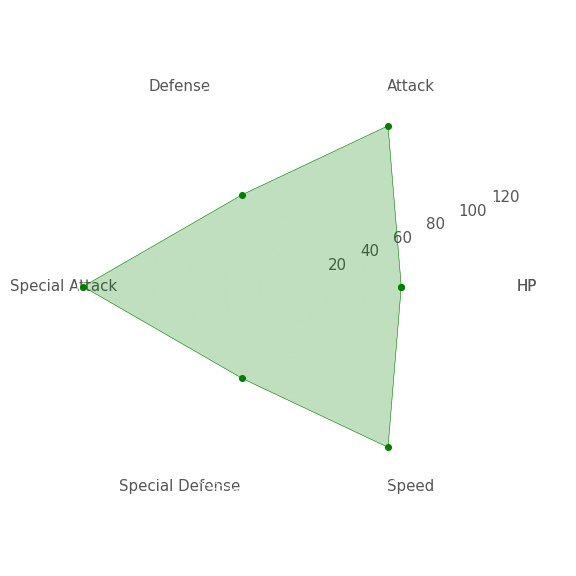 Defense
Attack
120
100
80
60
40
20
Special Attack
HP
Special Defense
Speed